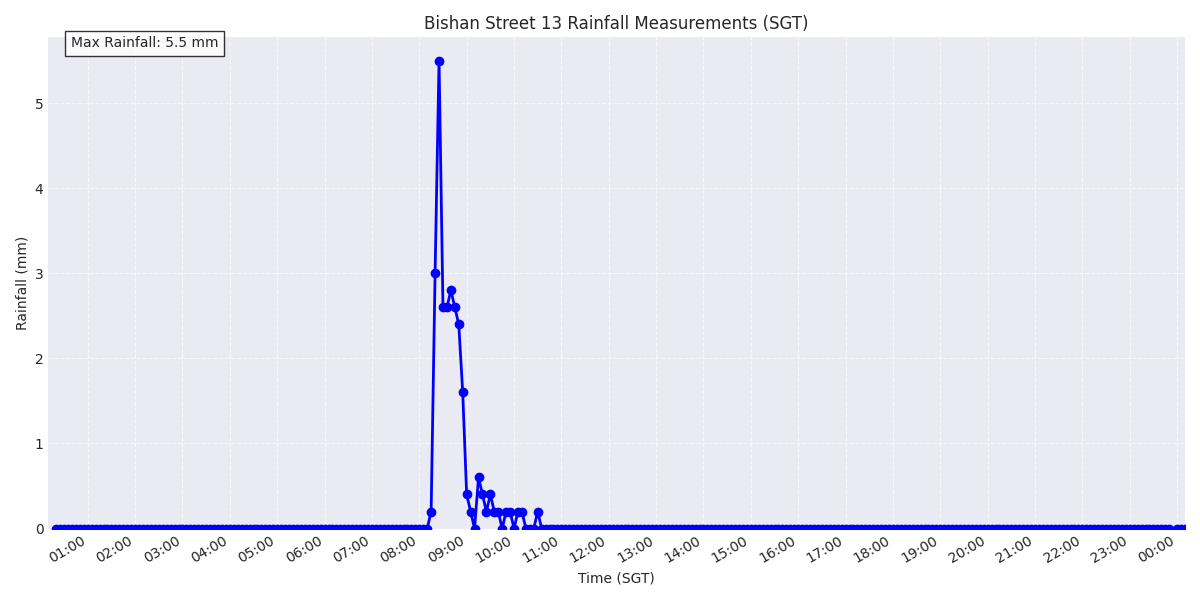 Bishan Street 13 Rainfall Measurements (SGT)
Max Rainfall: 5.5 mm
Rainfall (mm)
5
4
3
2
1
0
01:00 02:00 03:00 04:00 05:00 06:00 07:00 08:00 09:00 10:00 11:00 12:00 13:00 14:00 15:00 16:00 17:00 18:00 19:00 20:00 21:00 22:00 23:00 00:00
Time (SGT)